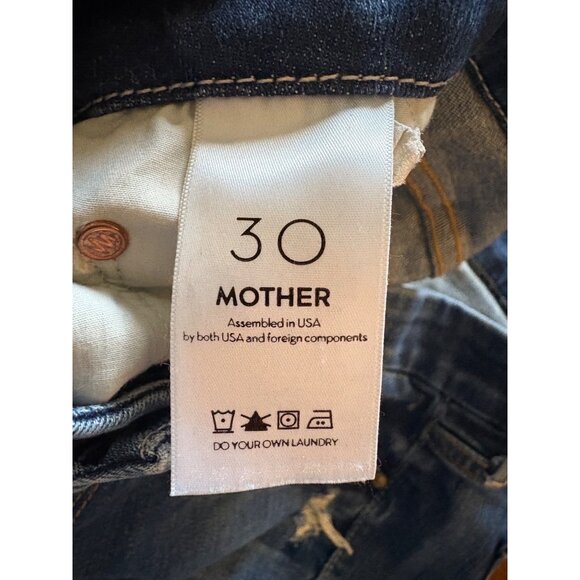 30
MOTHER
Assembled in USA
by both USA and foreign components
DO YOUR OWN LAUNDRY